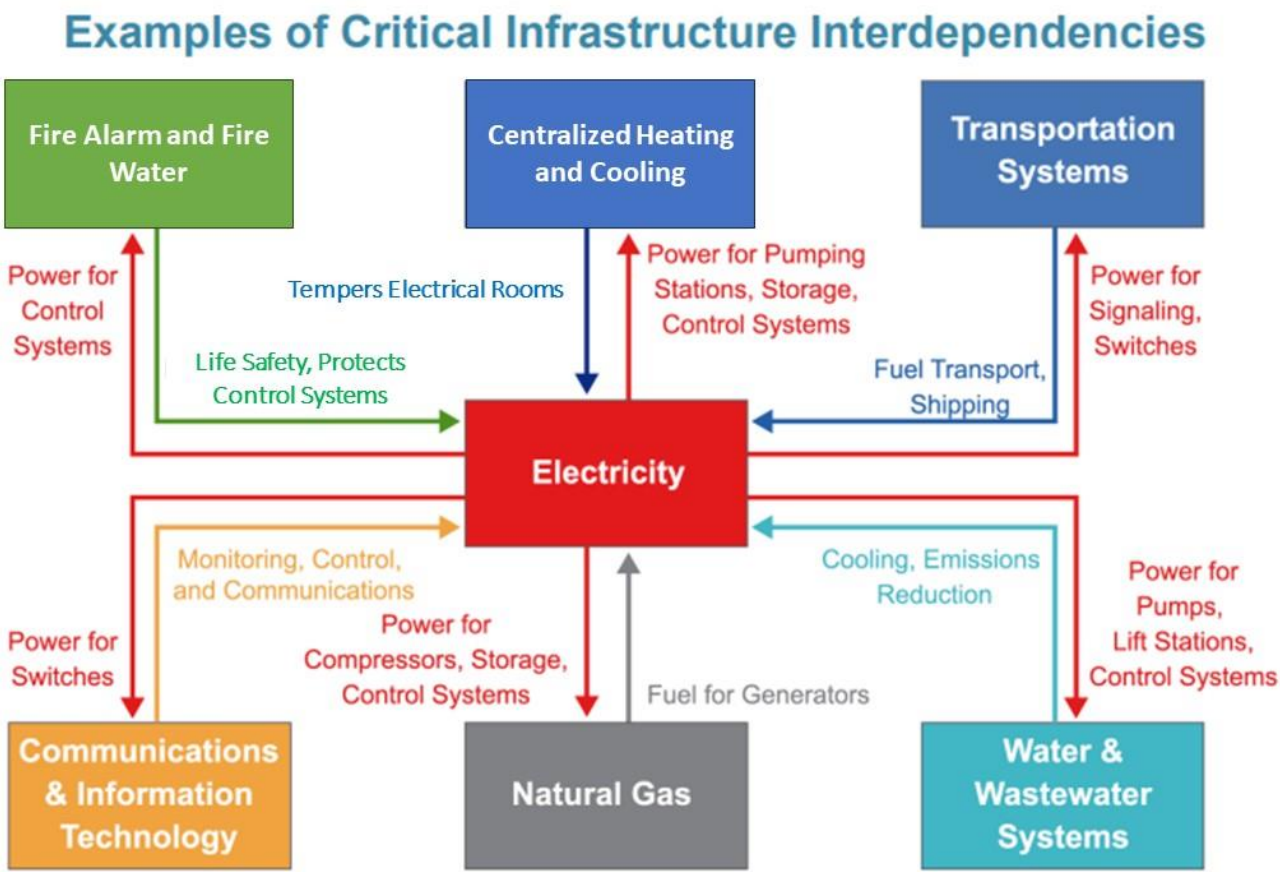 Examples of Critical Infrastructure Interdependencies
Fire Alarm and Fire
Water
Centralized Heating
and Cooling
Transportation
Systems
Power for
Control
Systems
Tempers Electrical Rooms
Power for Pumping
Stations, Storage,
Control Systems
Power for
Signaling,
Switches
Life Safety, Protects
Control Systems
Fuel Transport,
Shipping
Electricity
Monitoring, Control,
and Communications
Cooling, Emissions
Reduction
Power for
Switches
Power for
Compressors, Storage,
Control Systems
Fuel for Generators
Power for
Pumps,
Lift Stations,
Control Systems
Communications
& Information
Technology
Natural Gas
Water &
Wastewater
Systems